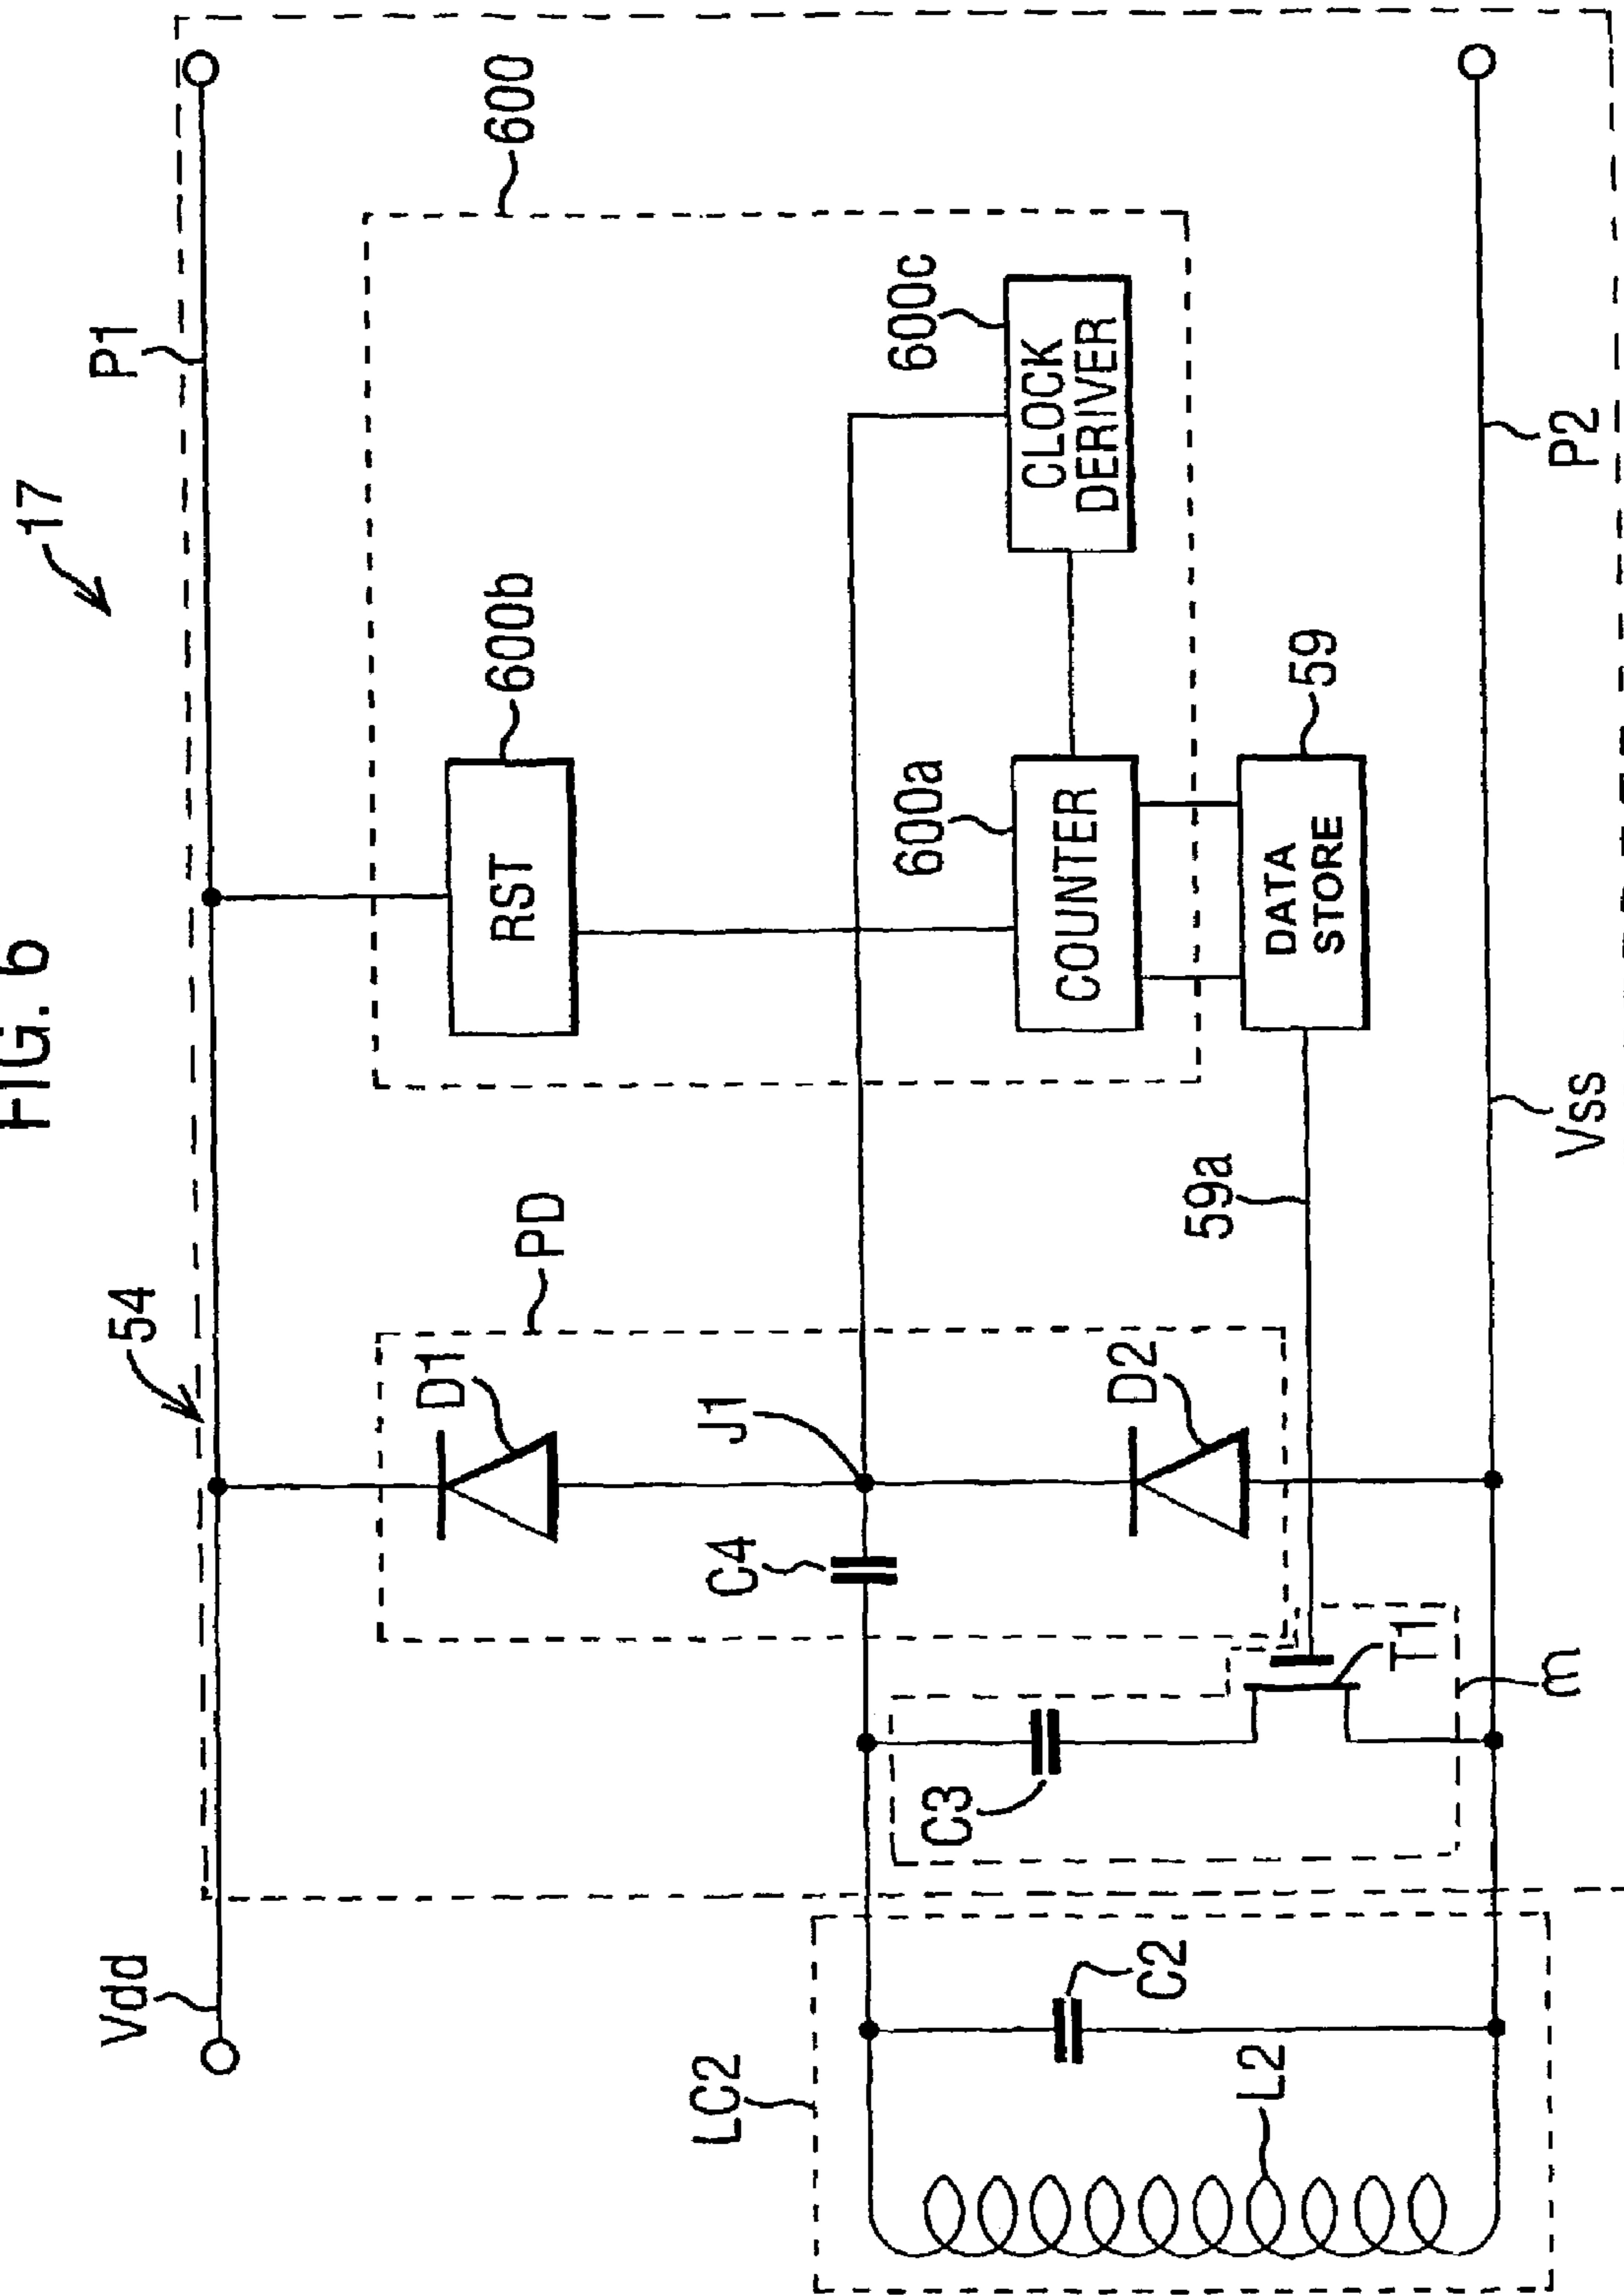 FIG. 6
17
54
P1
Vdd
600
600b
RST
PD
D1
J1
C4
600c
CLOCK
DERIVER
600a
COUNTER
D2
59
DATA
STORE
59a
LC2
C3
T1
m
C2
L2
P2
Vss